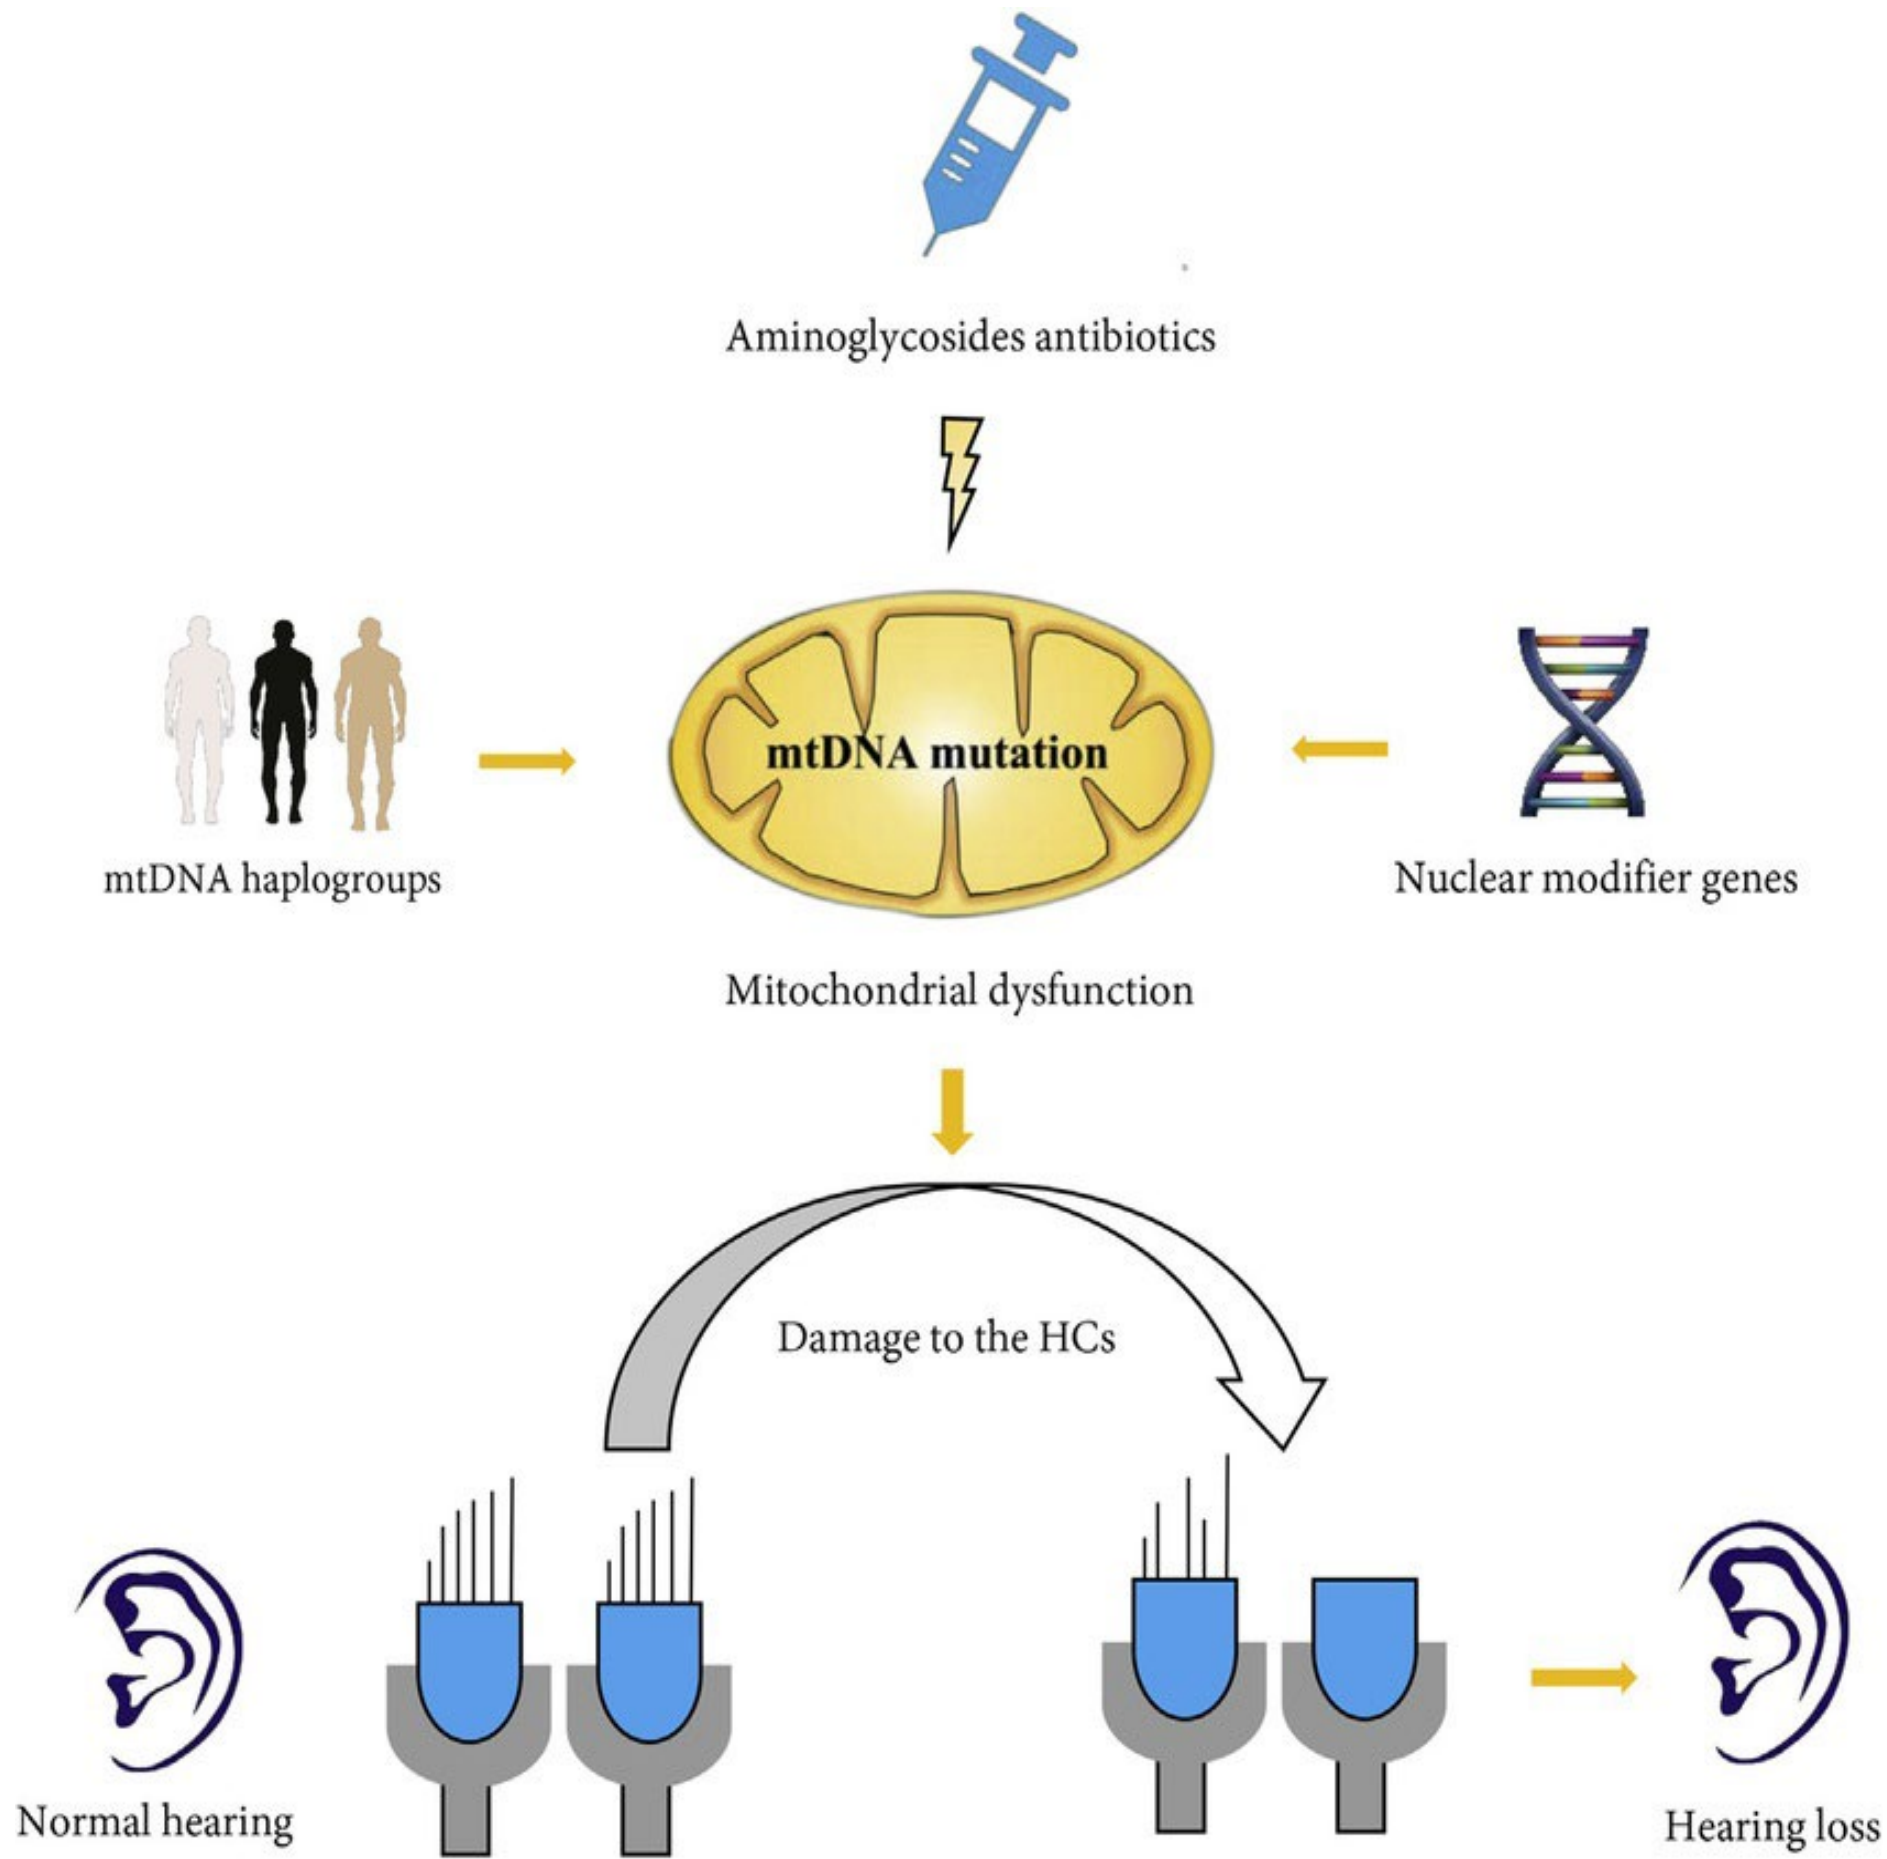 Aminoglycosides antibiotics
mtDNA mutation
mtDNA haplogroups
Nuclear modifier genes
Mitochondrial dysfunction
Damage to the HCs
Normal hearing
Hearing loss